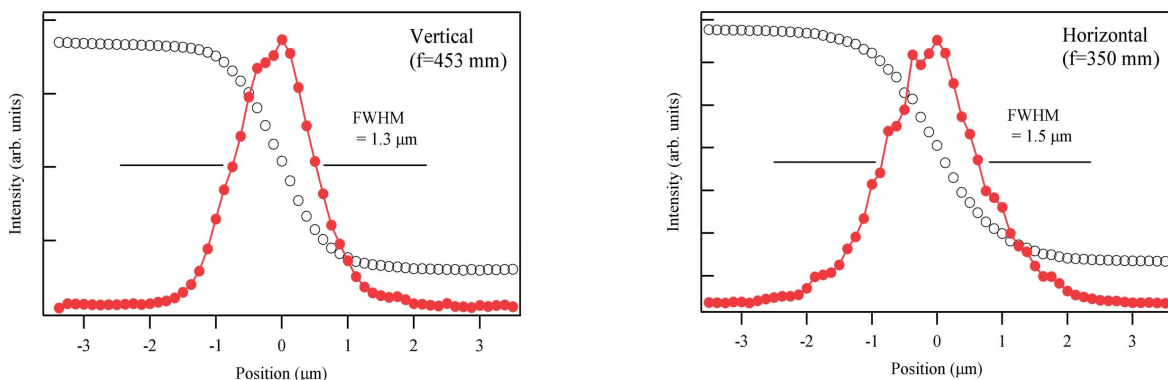 Vertical
(f=453 mm)
FWHM
= 1.3 μm
Intensity (arb. units)
-3 -2 -1 0 1 2 3
Position (μm)
Horizontal
(f=350 mm)
FWHM
= 1.5 μm
Intensity (arb. units)
-3 -2 -1 0 1 2 3
Position (μm)